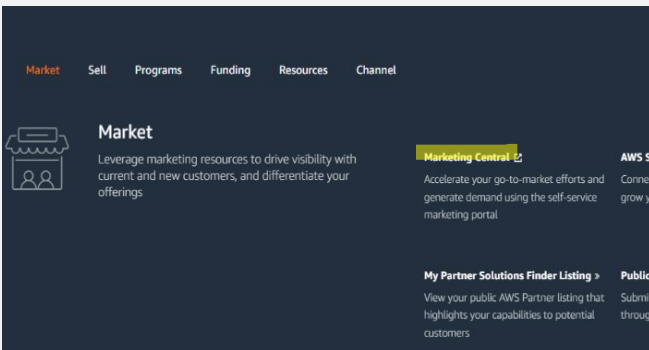 Market Sell Programs Funding Resources Channel
Market
Leverage marketing resources to drive visibility with
current and new customers, and differentiate your
offerings
Marketing Central
Accelerate your go-to-market efforts and
generate demand using the self-service
marketing portal
AWS S
Conne
grow y
My Partner Solutions Finder Listing »
View your public AWS Partner listing that
highlights your capabilities to potential
customers
Public
Submi
throug